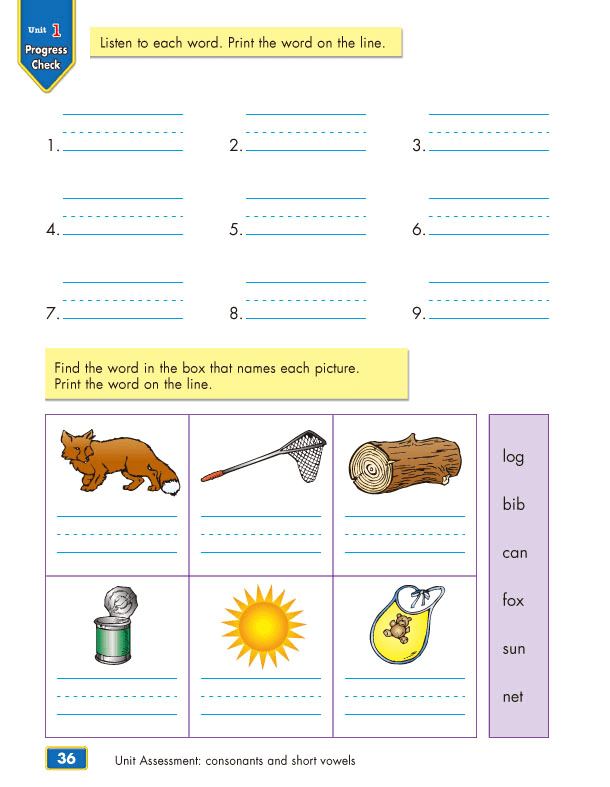 Unit 1
Progress
Check
Listen to each word. Print the word on the line.
1. 2. 3.
4. 5. 6.
7. 8. 9.
Find the word in the box that names each picture.
Print the word on the line.
log
bib
can
fox
sun
net
36
Unit Assessment: consonants and short vowels